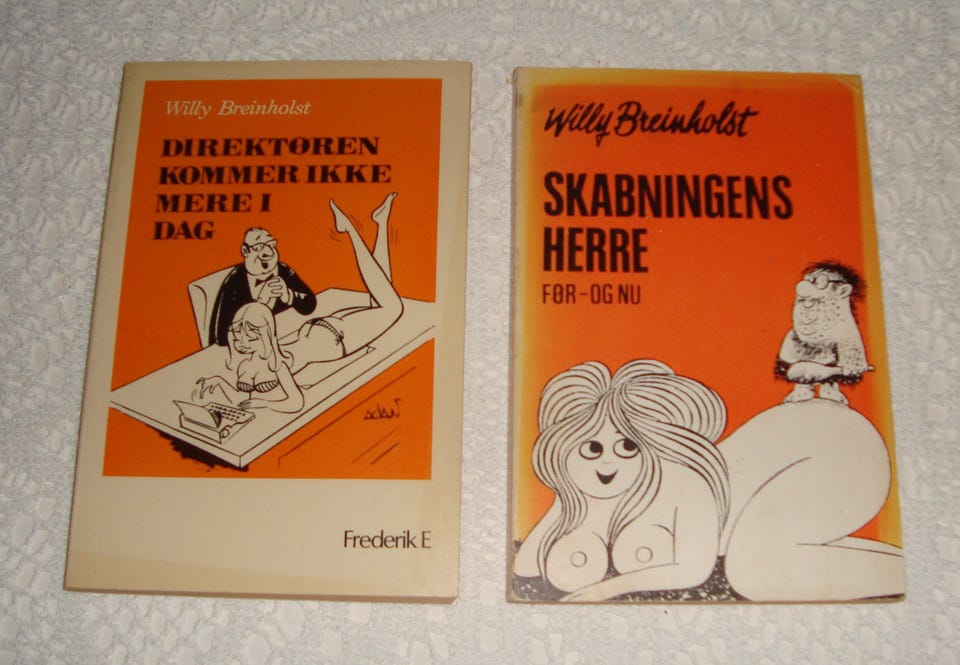 Willy Breinholst
DIREKTØREN
KOMMER IKKE
MERE I
DAG
Frederik E
Willy Breinholst
SKABNINGENS
HERRE
FØR-OG NU